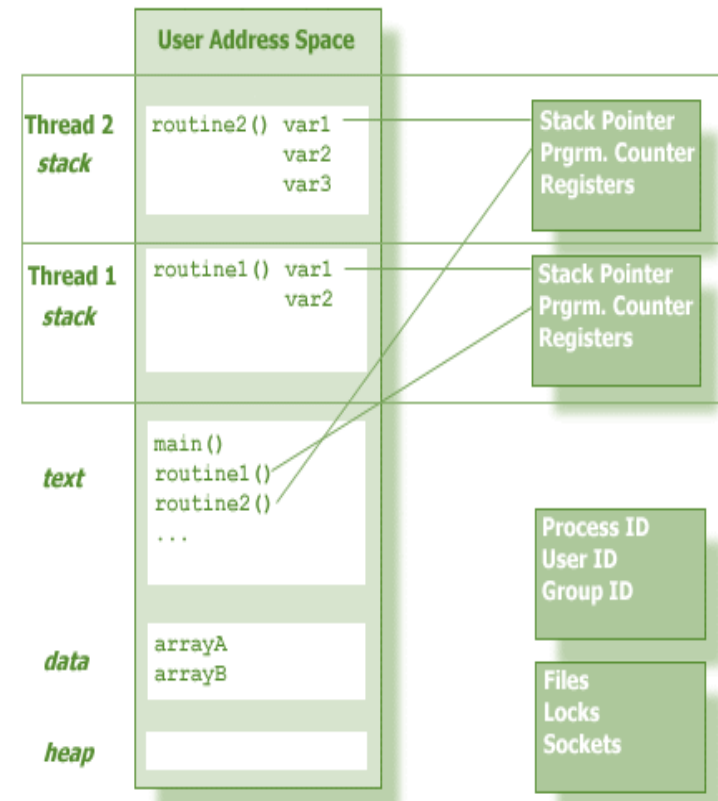 User Address Space
Thread 2
stack
routine2() var1
var2
var3
Stack Pointer
Prgrm. Counter
Registers
Thread 1
stack
routine1() var1
var2
Stack Pointer
Prgrm. Counter
Registers
text
main()
routine1()
routine2()
...
Process ID
User ID
Group ID
data
arrayA
arrayB
Files
Locks
Sockets
heap